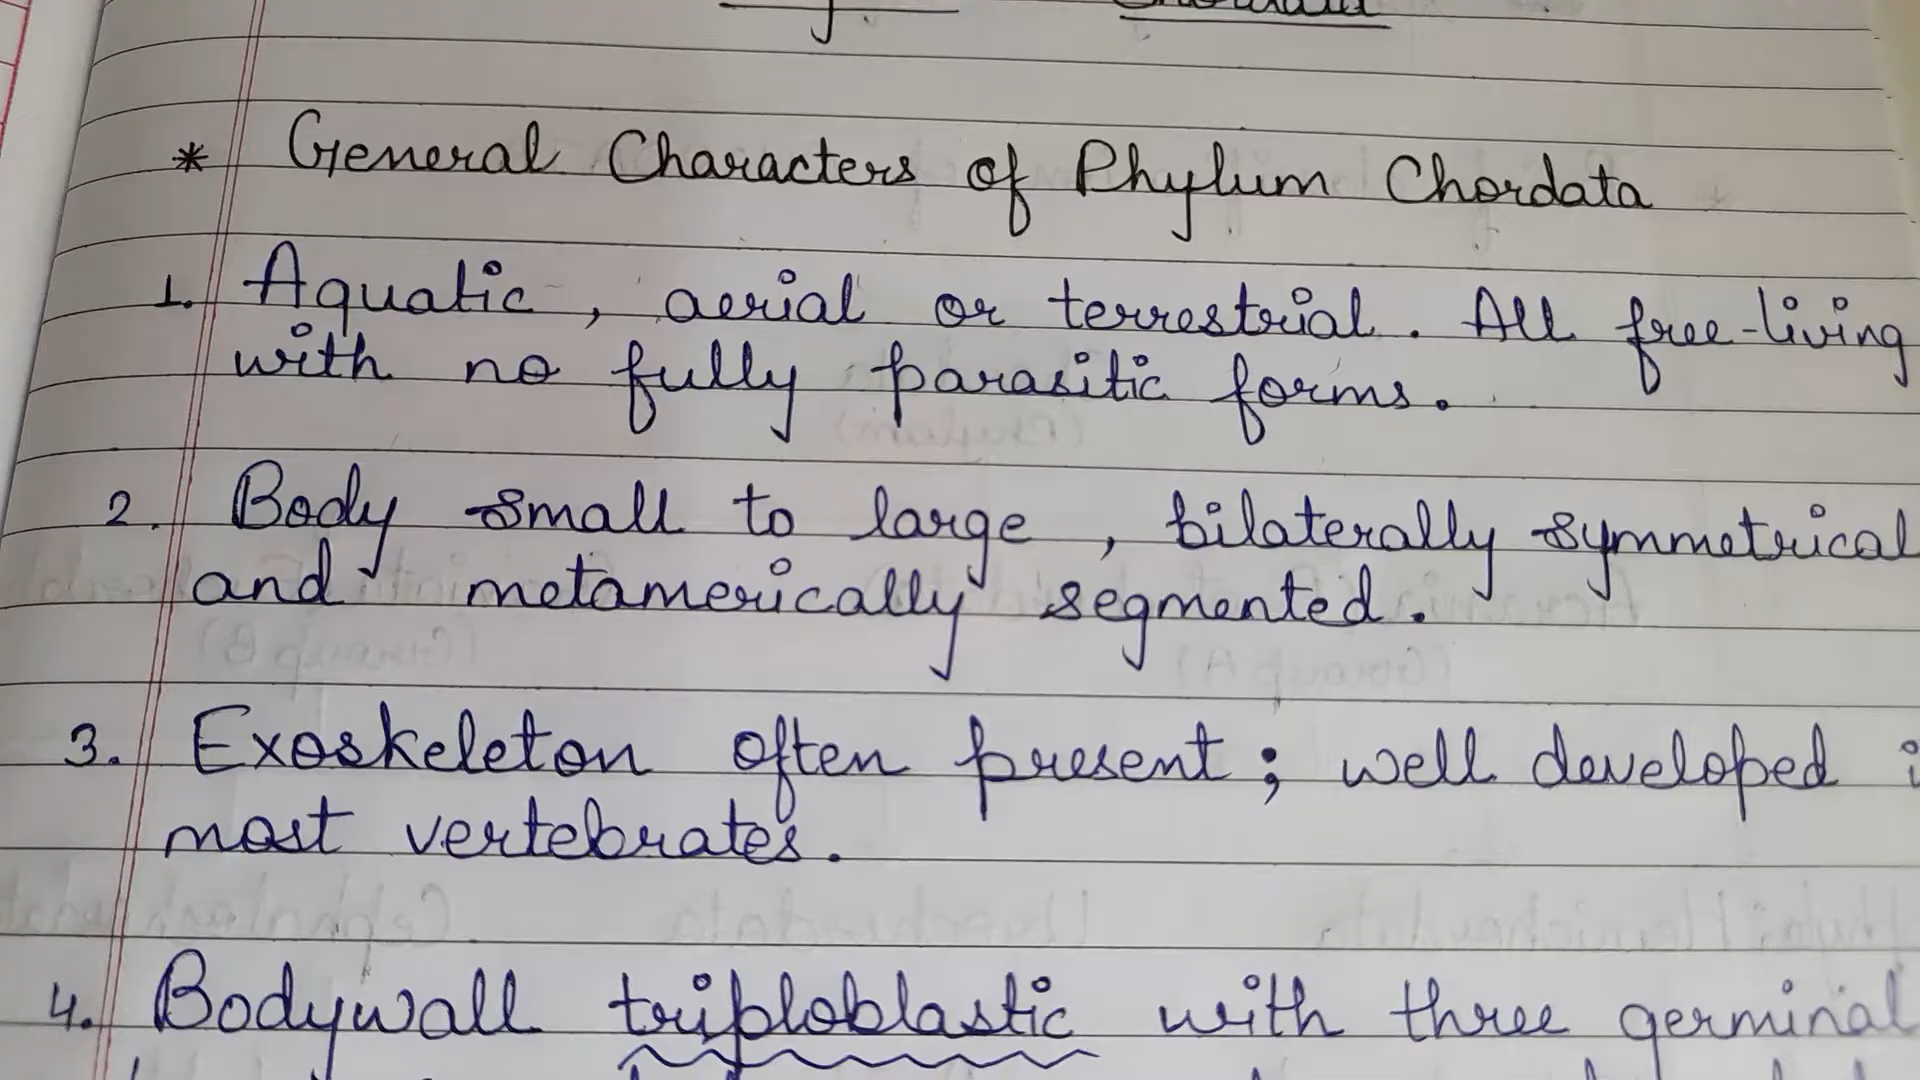 * General Characters of Phylum Chordata
1. Aquatic, aerial or terrestrial. All free-living
with no fully parasitic forms.
2. Body small to large, bilaterally symmetrical
and metamerically segmented.
3. Exoskeleton often present; well developed i
most vertebrates.
4. Bodywall triploblastic with three germinal